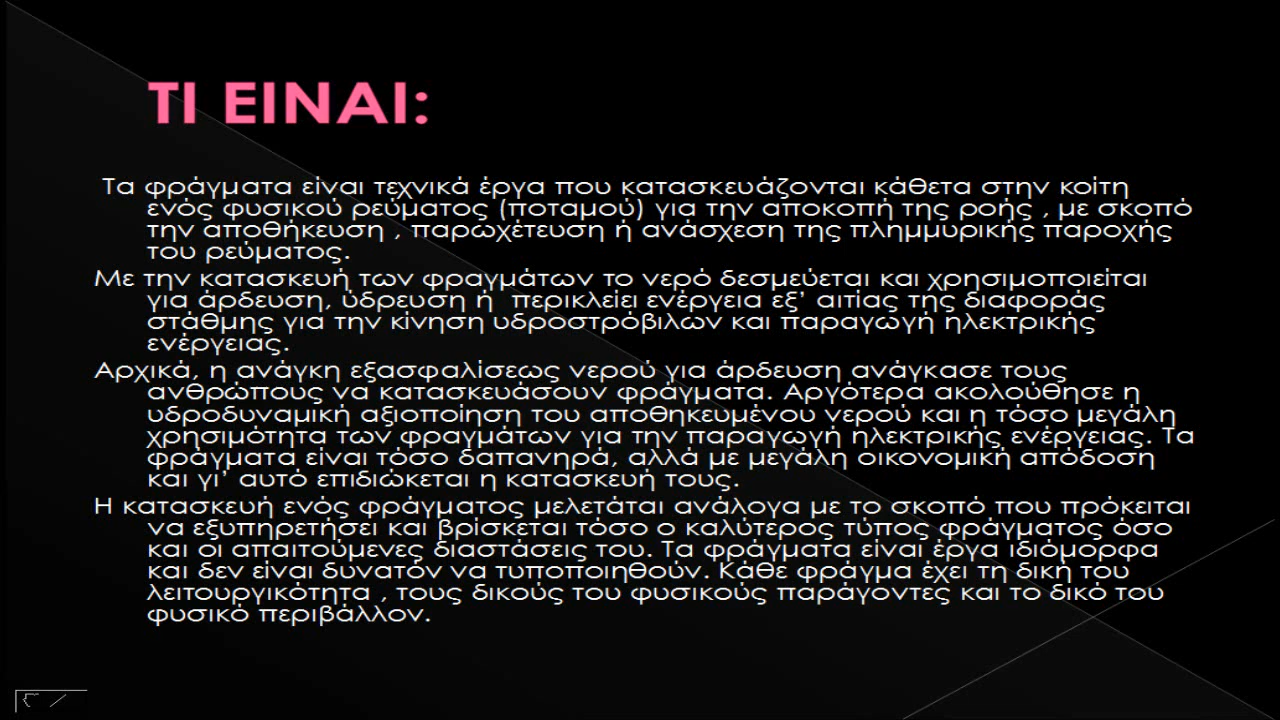 ΤΙ ΕΙΝΑΙ:
Τα φράγματα είναι τεχνικά έργα που κατασκευάζονται κάθετα στην κοίτη
ενός φυσικού ρεύματος (ποταμού) για την αποκοπή της ροής , με σκοπό
την αποθήκευση , παρωχέτευση ή ανάσχεση της πλημμυρικής παροχής
του ρεύματος.
Με την κατασκευή των φραγμάτων το νερό δεσμεύεται και χρησιμοποιείται
για άρδευση, ύδρευση ή περικλείει ενέργεια εξ' αιτίας της διαφοράς
στάθμης για την κίνηση υδροστρόβιλων και παραγωγή ηλεκτρικής
ενέργειας.
Αρχικά, η ανάγκη εξασφαλίσεως νερού για άρδευση ανάγκασε τους
ανθρώπους να κατασκευάσουν φράγματα. Αργότερα ακολούθησε η
υδροδυναμική αξιοποίηση του αποθηκευμένου νερού και η τόσο μεγάλη
χρησιμότητα των φραγμάτων για την παραγωγή ηλεκτρικής ενέργειας. Τα
φράγματα είναι τόσο δαπανηρά, αλλά με μεγάλη οικονομική απόδοση
και γι' αυτό επιδιώκεται η κατασκευή τους.
Η κατασκευή ενός φράγματος μελετάται ανάλογα με το σκοπό που πρόκειται
να εξυπηρετήσει και βρίσκεται τόσο ο καλύτερος τύπος φράγματος όσο
και οι απαιτούμενες διαστάσεις του. Τα φράγματα είναι έργα ιδιόμορφα
και δεν είναι δυνατόν να τυποποιηθούν. Κάθε φράγμα έχει τη δική του
λειτουργικότητα , τους δικούς του φυσικούς παράγοντες και το δικό του
φυσικό περιβάλλον.